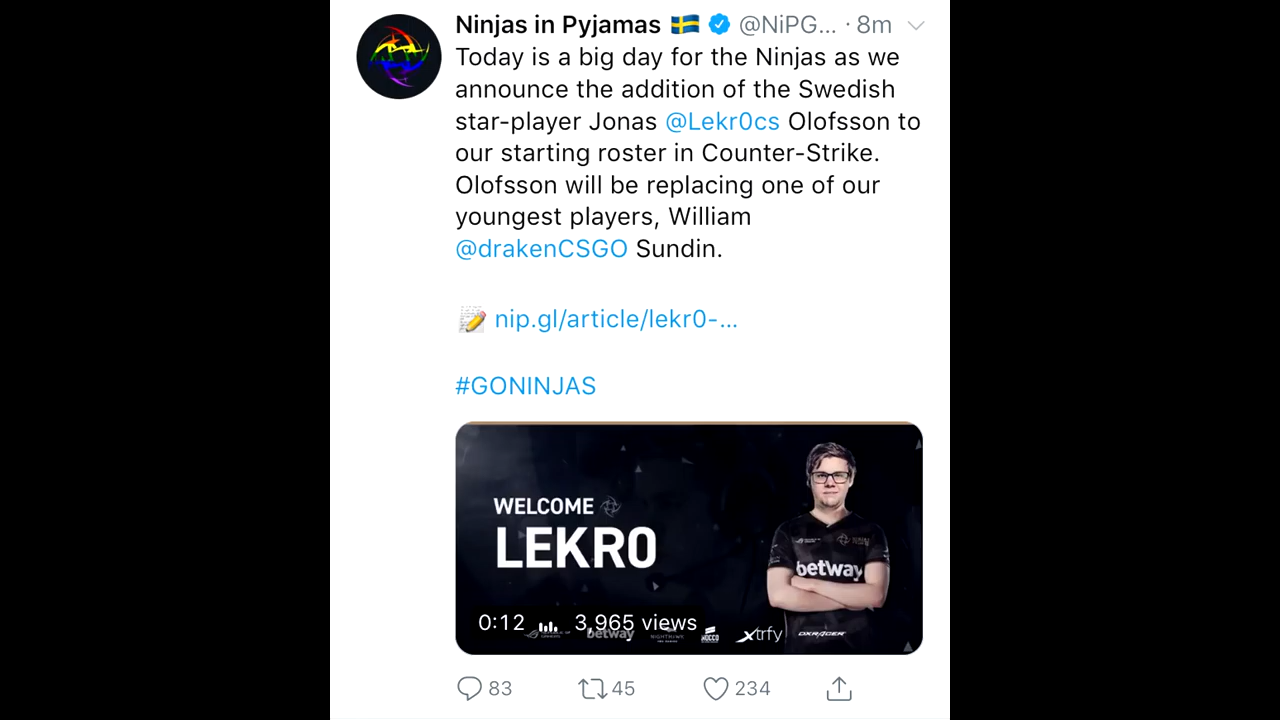 Ninjas in Pyjamas @NiPG... · 8m
Today is a big day for the Ninjas as we
announce the addition of the Swedish
star-player Jonas @Lekr0cs Olofsson to
our starting roster in Counter-Strike.
Olofsson will be replacing one of our
youngest players, William
@drakenCSGO Sundin.
nip.gl/article/lekr0-...
#GONINJAS
WELCOME
LEKR0
betway
0:12 3,965 views
betway NOCCO Xtrfy DXRACER
83 45 234